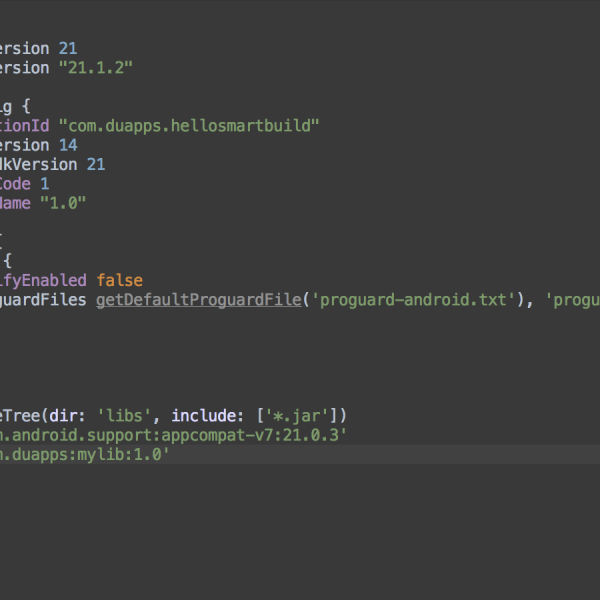 ersion 21
ersion "21.1.2"
ig {
tionId "com.duapps.hellosmartbuild"
ersion 14
dkVersion 21
Code 1
Name "1.0"
{
{
ifyEnabled false
guardFiles getDefaultProguardFile('proguard-android.txt'), 'progu
eTree(dir: 'libs', include: ['*.jar'])
m.android.support:appcompat-v7:21.0.3'
m.duapps:mylib:1.0'